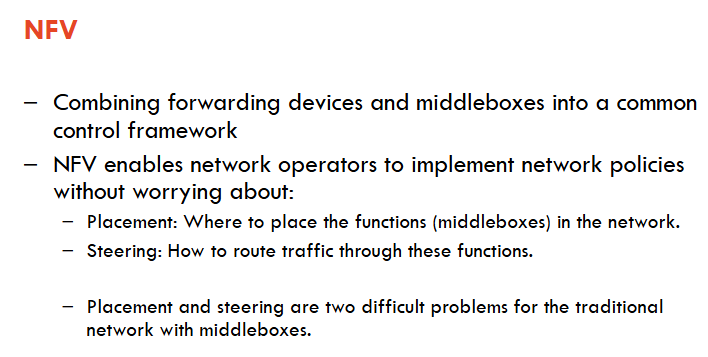 NFV
– Combining forwarding devices and middleboxes into a common
control framework
– NFV enables network operators to implement network policies
without worrying about:
– Placement: Where to place the functions (middleboxes) in the network.
– Steering: How to route traffic through these functions.
– Placement and steering are two difficult problems for the traditional
network with middleboxes.